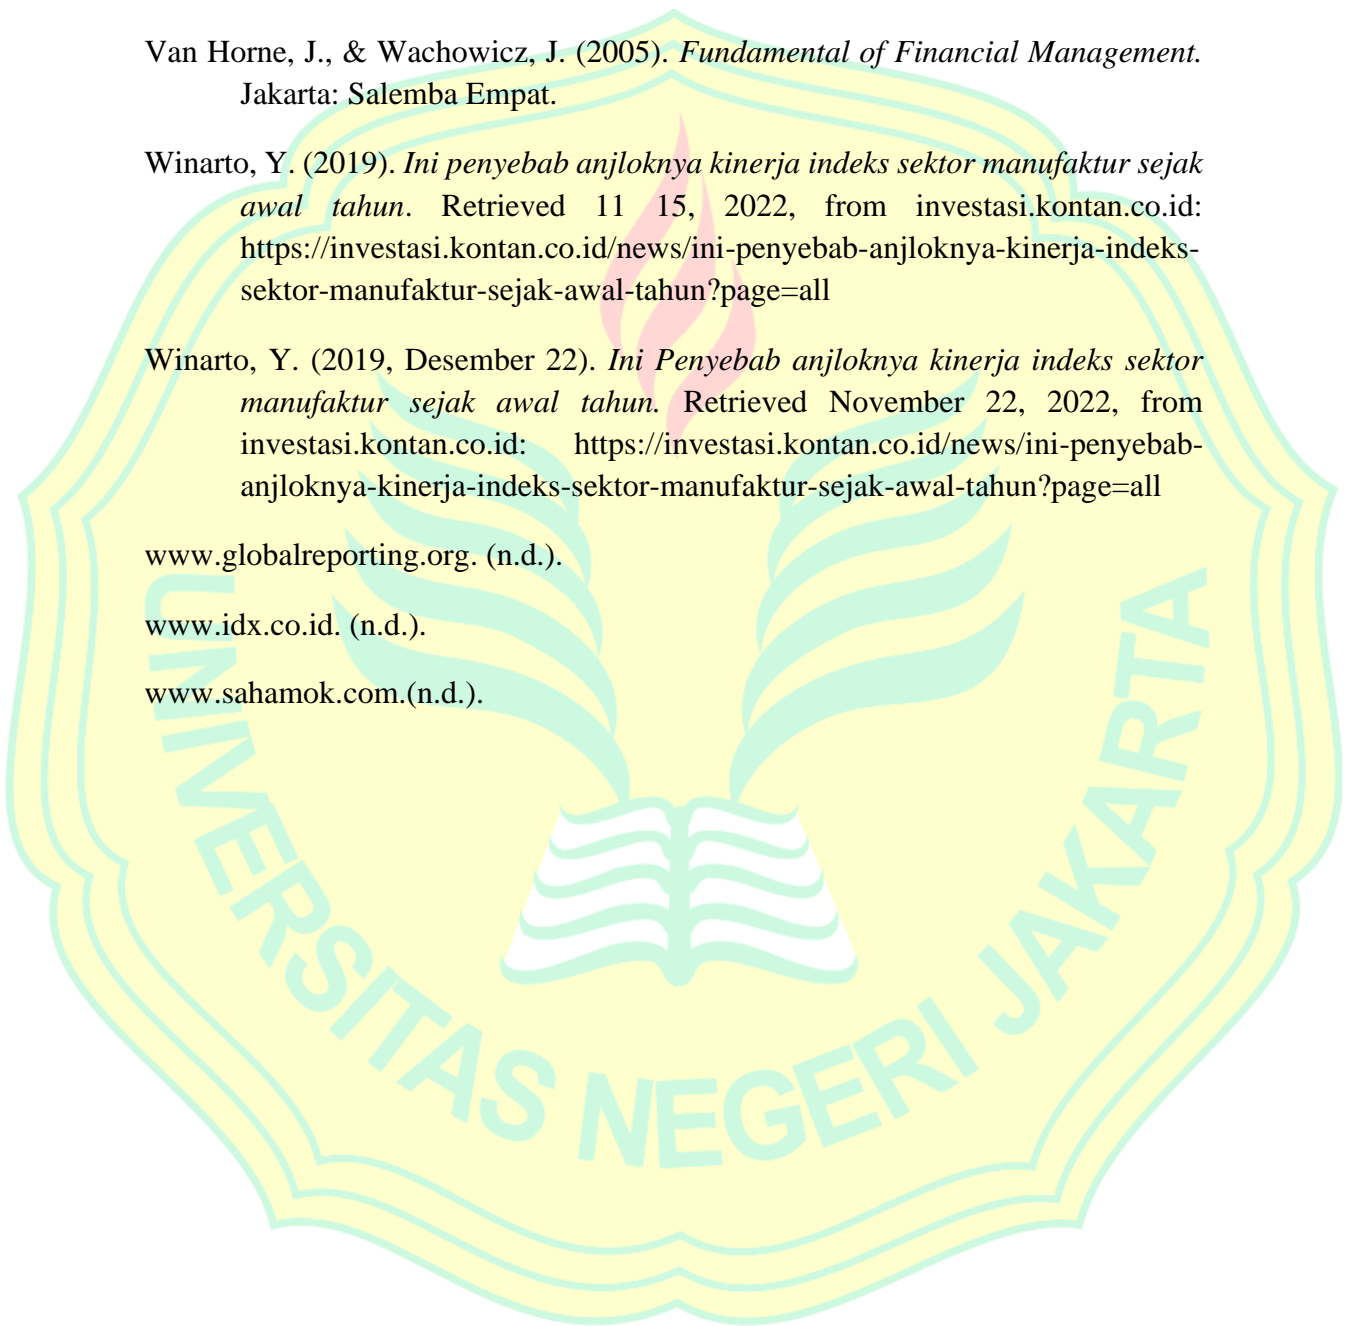 Van Horne, J., & Wachowicz, J. (2005). Fundamental of Financial Management.
Jakarta: Salemba Empat.
Winarto, Y. (2019). Ini penyebab anjloknya kinerja indeks sektor manufaktur sejak
awal tahun. Retrieved 11 15, 2022, from investasi.kontan.co.id:
https://investasi.kontan.co.id/news/ini-penyebab-anjloknya-kinerja-indeks-
sektor-manufaktur-sejak-awal-tahun?page=all
Winarto, Y. (2019, Desember 22). Ini Penyebab anjloknya kinerja indeks sektor
manufaktur sejak awal tahun. Retrieved November 22, 2022, from
investasi.kontan.co.id: https://investasi.kontan.co.id/news/ini-penyebab-
anjloknya-kinerja-indeks-sektor-manufaktur-sejak-awal-tahun?page=all
www.globalreporting.org. (n.d.).
www.idx.co.id. (n.d.).
www.sahamok.com.(n.d.).
UNIVERSITAS NEGERI JAKARTA